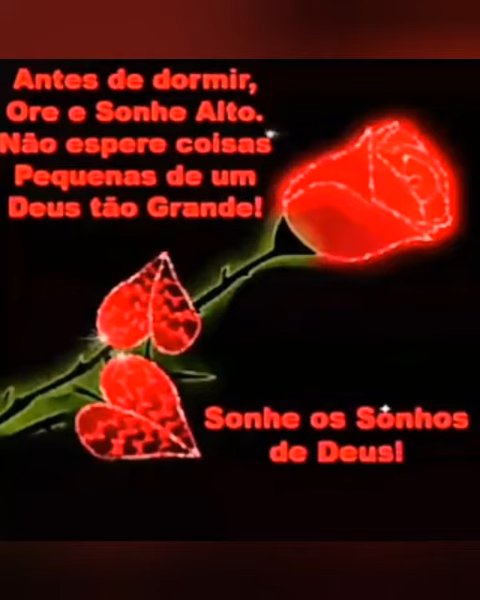 Antes de dormir,
Ore e Sonhe Alto.
Não espere coisas
Pequenas de um
Deus tão Grande!
Sonhe os Sonhos
de Deus!